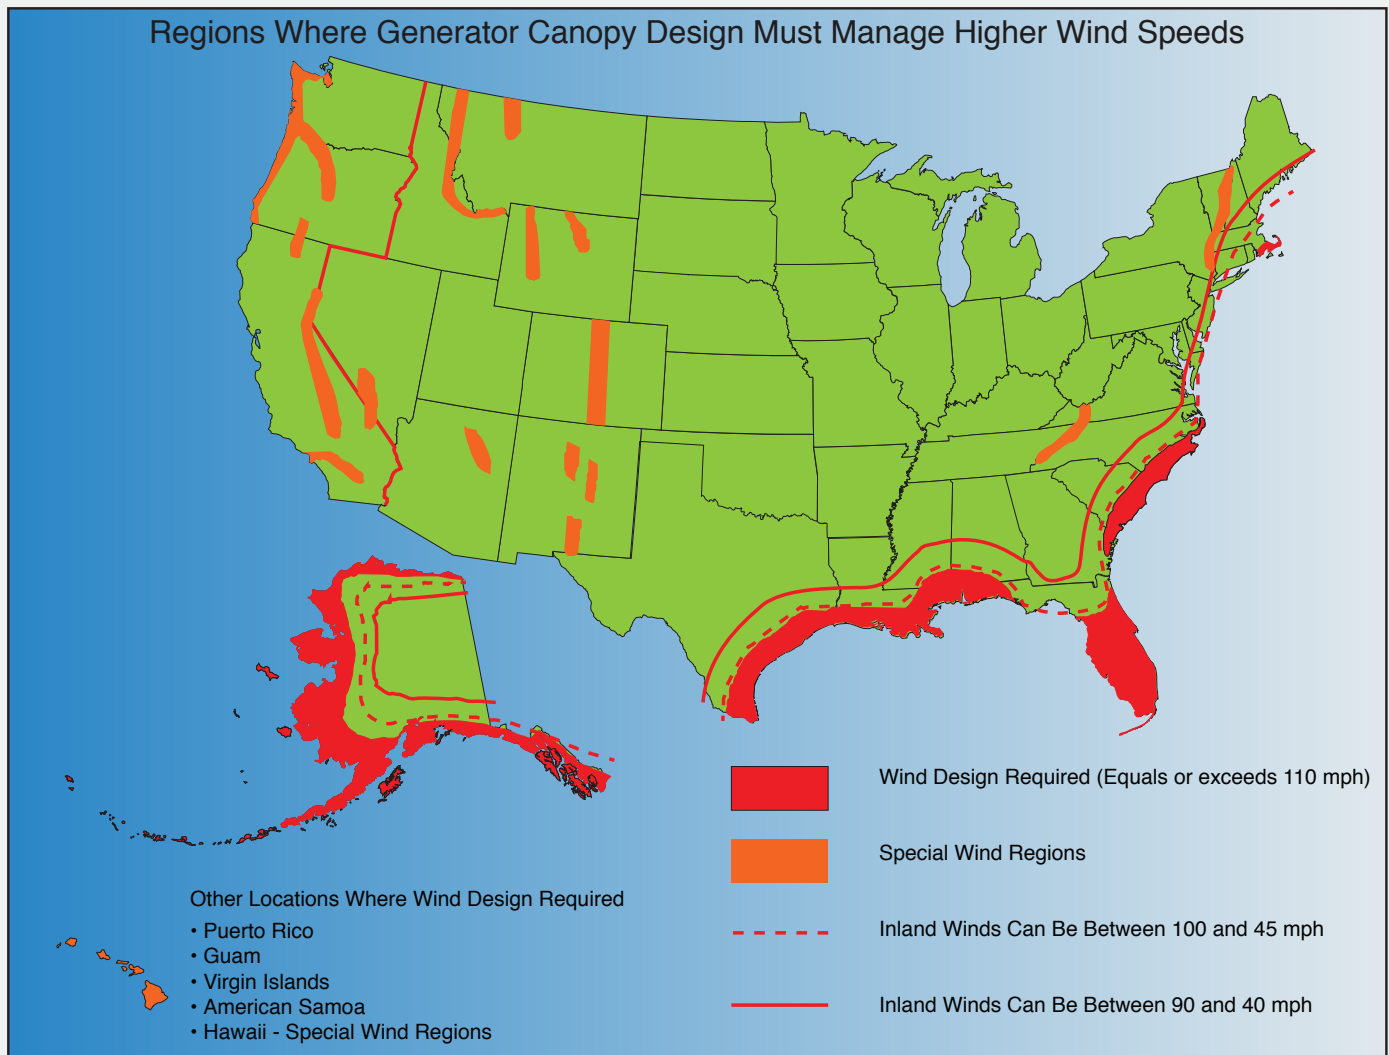 Regions Where Generator Canopy Design Must Manage Higher Wind Speeds
Wind Design Required (Equals or exceeds 110 mph)
Special Wind Regions
Inland Winds Can Be Between 100 and 45 mph
Inland Winds Can Be Between 90 and 40 mph
Other Locations Where Wind Design Required
• Puerto Rico
• Guam
• Virgin Islands
• American Samoa
• Hawaii - Special Wind Regions